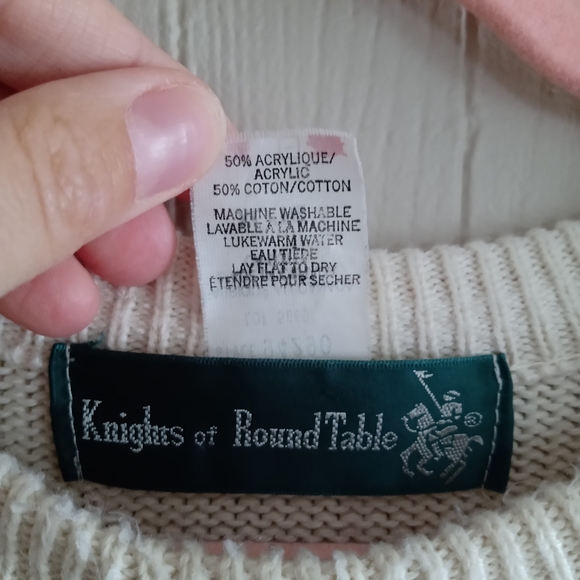 50% ACRYLIQUE/
ACRYLIC
50% COTON/COTTON
MACHINE WASHABLE
LAVABLE À LA MACHINE
LUKEWARM WATER
EAU TIÈDE
LAY FLAT TO DRY
ÉTENDRE POUR SECHER
Knights of Round Table ®